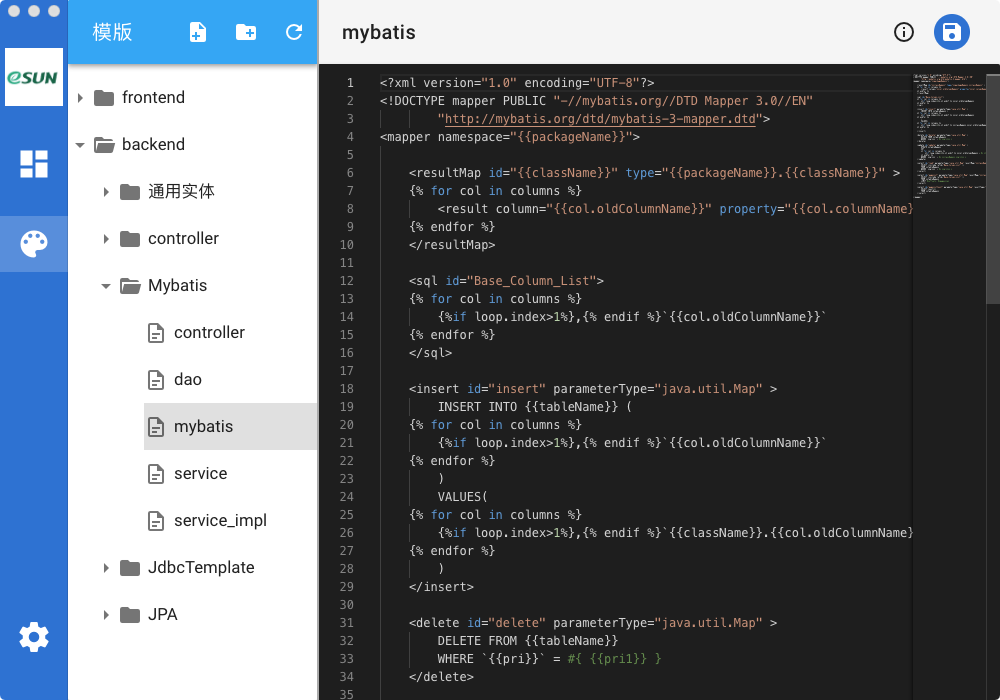 模版
mybatis
eSUN
frontend
backend
通用实体
controller
Mybatis
controller
dao
mybatis
service
service_impl
JdbcTemplate
JPA
1 <?xml version="1.0" encoding="UTF-8"?>
2 <!DOCTYPE mapper PUBLIC "-//mybatis.org//DTD Mapper 3.0//EN"
3 "http://mybatis.org/dtd/mybatis-3-mapper.dtd">
4 <mapper namespace="{{packageName}}">
5
6 <resultMap id="{{className}}" type="{{packageName}}.{{className}}" >
7 {% for col in columns %}
8 <result column="{{col.oldColumnName}}" property="{{col.columnName}
9 {% endfor %}
10 </resultMap>
11
12 <sql id="Base_Column_List">
13 {% for col in columns %}
14 {%if loop.index>1%},{% endif %}`{{col.oldColumnName}}`
15 {% endfor %}
16 </sql>
17
18 <insert id="insert" parameterType="java.util.Map" >
19 INSERT INTO {{tableName}} (
20 {% for col in columns %}
21 {%if loop.index>1%},{% endif %}`{{col.oldColumnName}}`
22 {% endfor %}
23 )
24 VALUES(
25 {% for col in columns %}
26 {%if loop.index>1%},{% endif %}`{{className}}.{{col.oldColumnName}
27 {% endfor %}
28 )
29 </insert>
30
31 <delete id="delete" parameterType="java.util.Map" >
32 DELETE FROM {{tableName}}
33 WHERE `{{pri}}` = #{ {{pri1}} }
34 </delete>
35